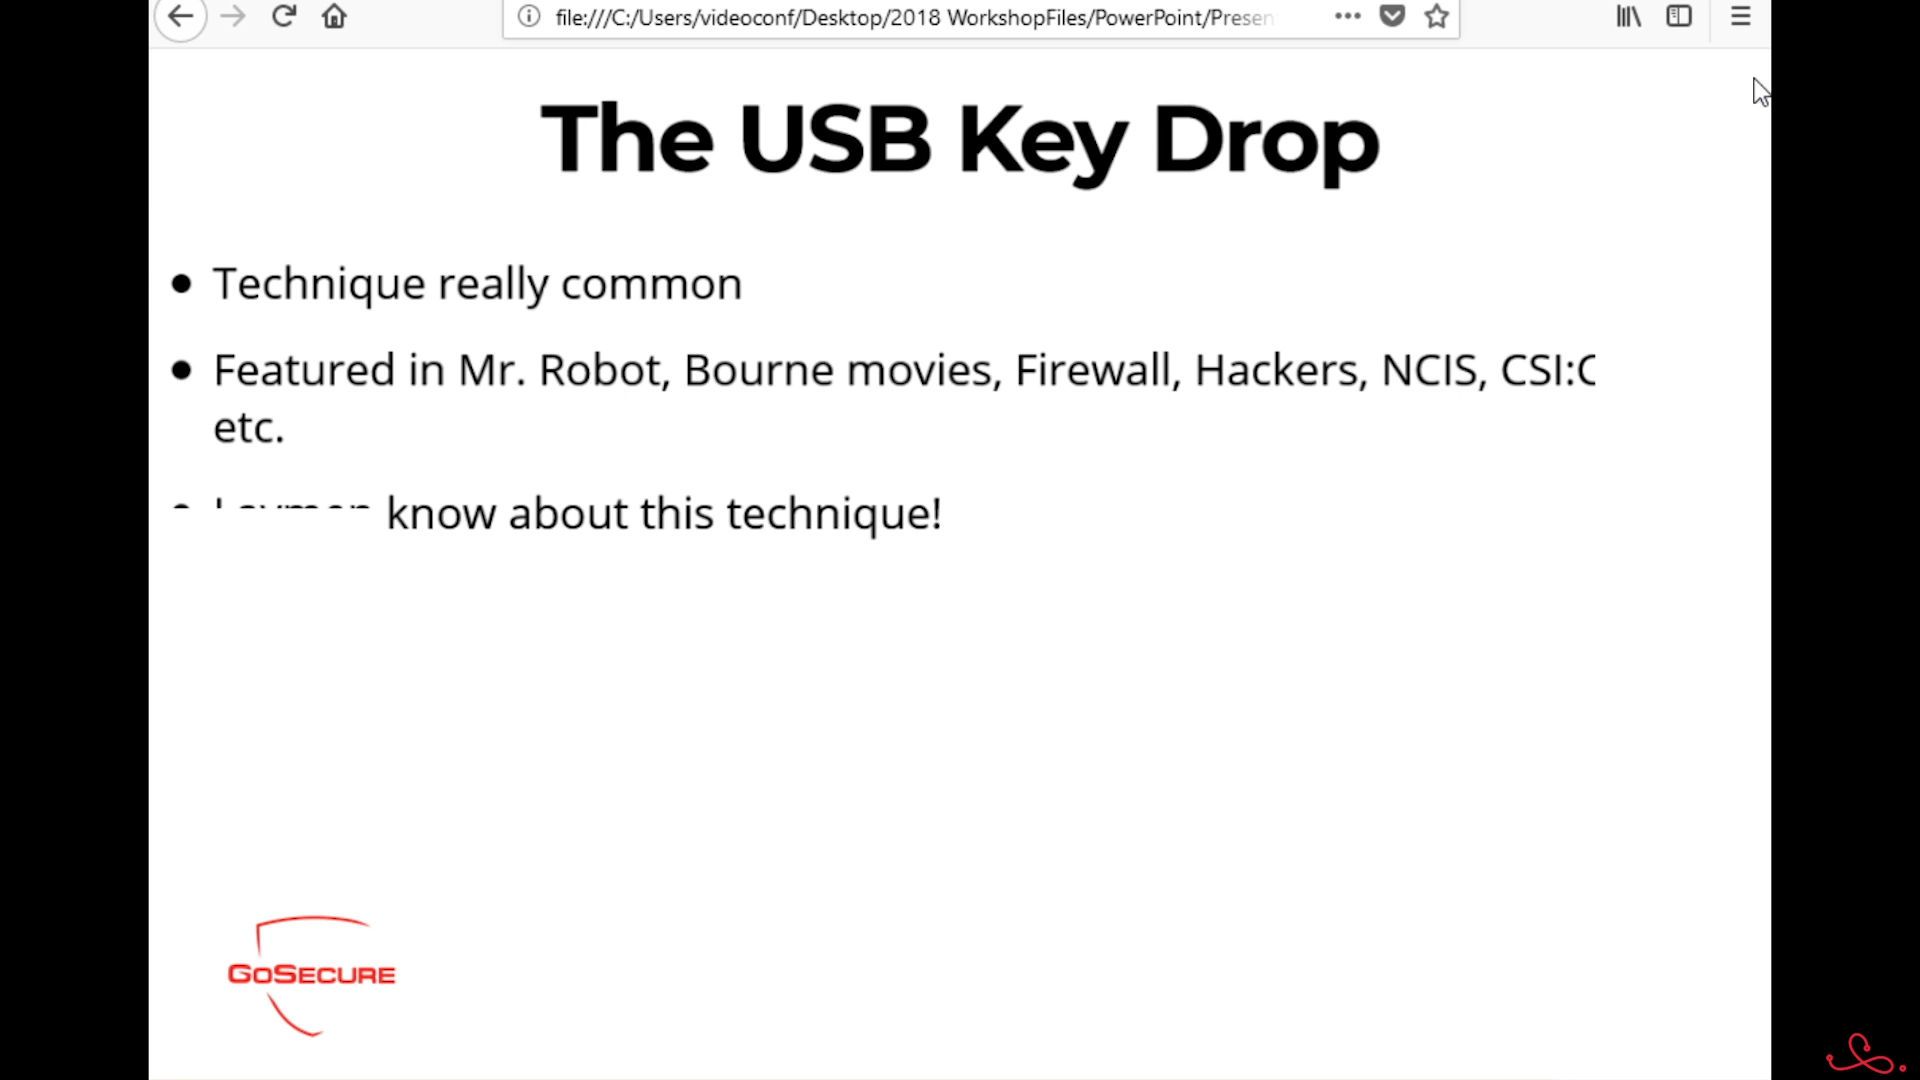 file:///C:/Users/videoconf/Desktop/2018 WorkshopFiles/PowerPoint/Presen
The USB Key Drop
• Technique really common
• Featured in Mr. Robot, Bourne movies, Firewall, Hackers, NCIS, CSI:C
etc.
• know about this technique!
GOSECURE